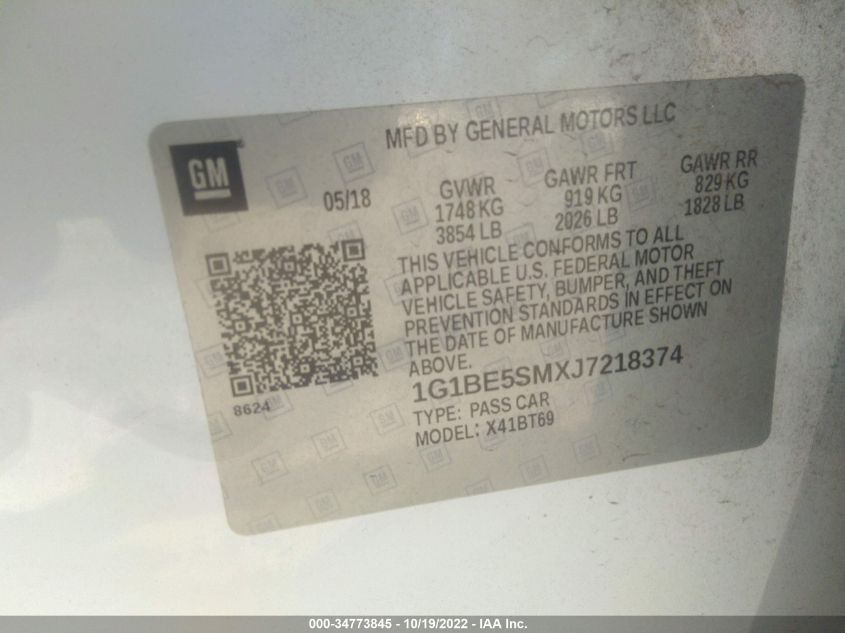 MFD BY GENERAL MOTORS LLC
GM
05/18
GVWR
1748 KG
3854 LB
GAWR FRT
919 KG
2026 LB
GAWR RR
829 KG
1828 LB
THIS VEHICLE CONFORMS TO ALL
APPLICABLE U.S. FEDERAL MOTOR
VEHICLE SAFETY, BUMPER, AND THEFT
PREVENTION STANDARDS IN EFFECT ON
THE DATE OF MANUFACTURE SHOWN
ABOVE.
1G1BE5SMXJ7218374
TYPE: PASS CAR
MODEL: X41BT69
8624
000-34773845 - 10/19/2022 - IAA Inc.